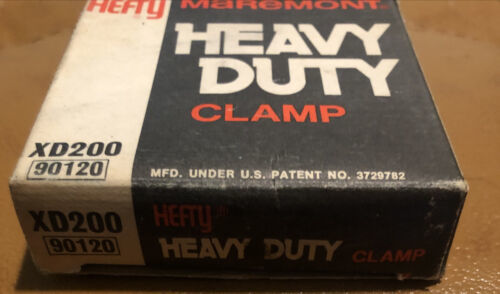 HEFTY MAREMONT
HEAVY
DUTY
CLAMP
XD200
90120
MFD. UNDER U.S. PATENT NO. 3729782
XD200
90120
HEFTY
HEAVY DUTY CLAMP